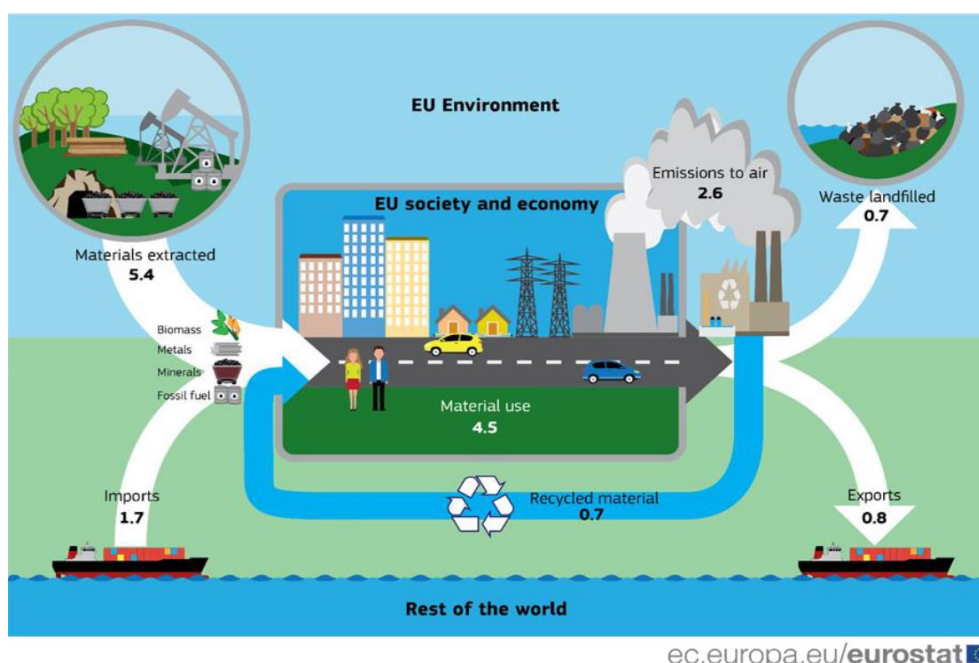 EU Environment
Materials extracted
5.4
EU society and economy
Emissions to air
2.6
Waste landfilled
0.7
Biomass
Metals
Minerals
Fossil fuel
Material use
4.5
Imports
1.7
Recycled material
0.7
Exports
0.8
Rest of the world
ec.europa.eu/eurostat